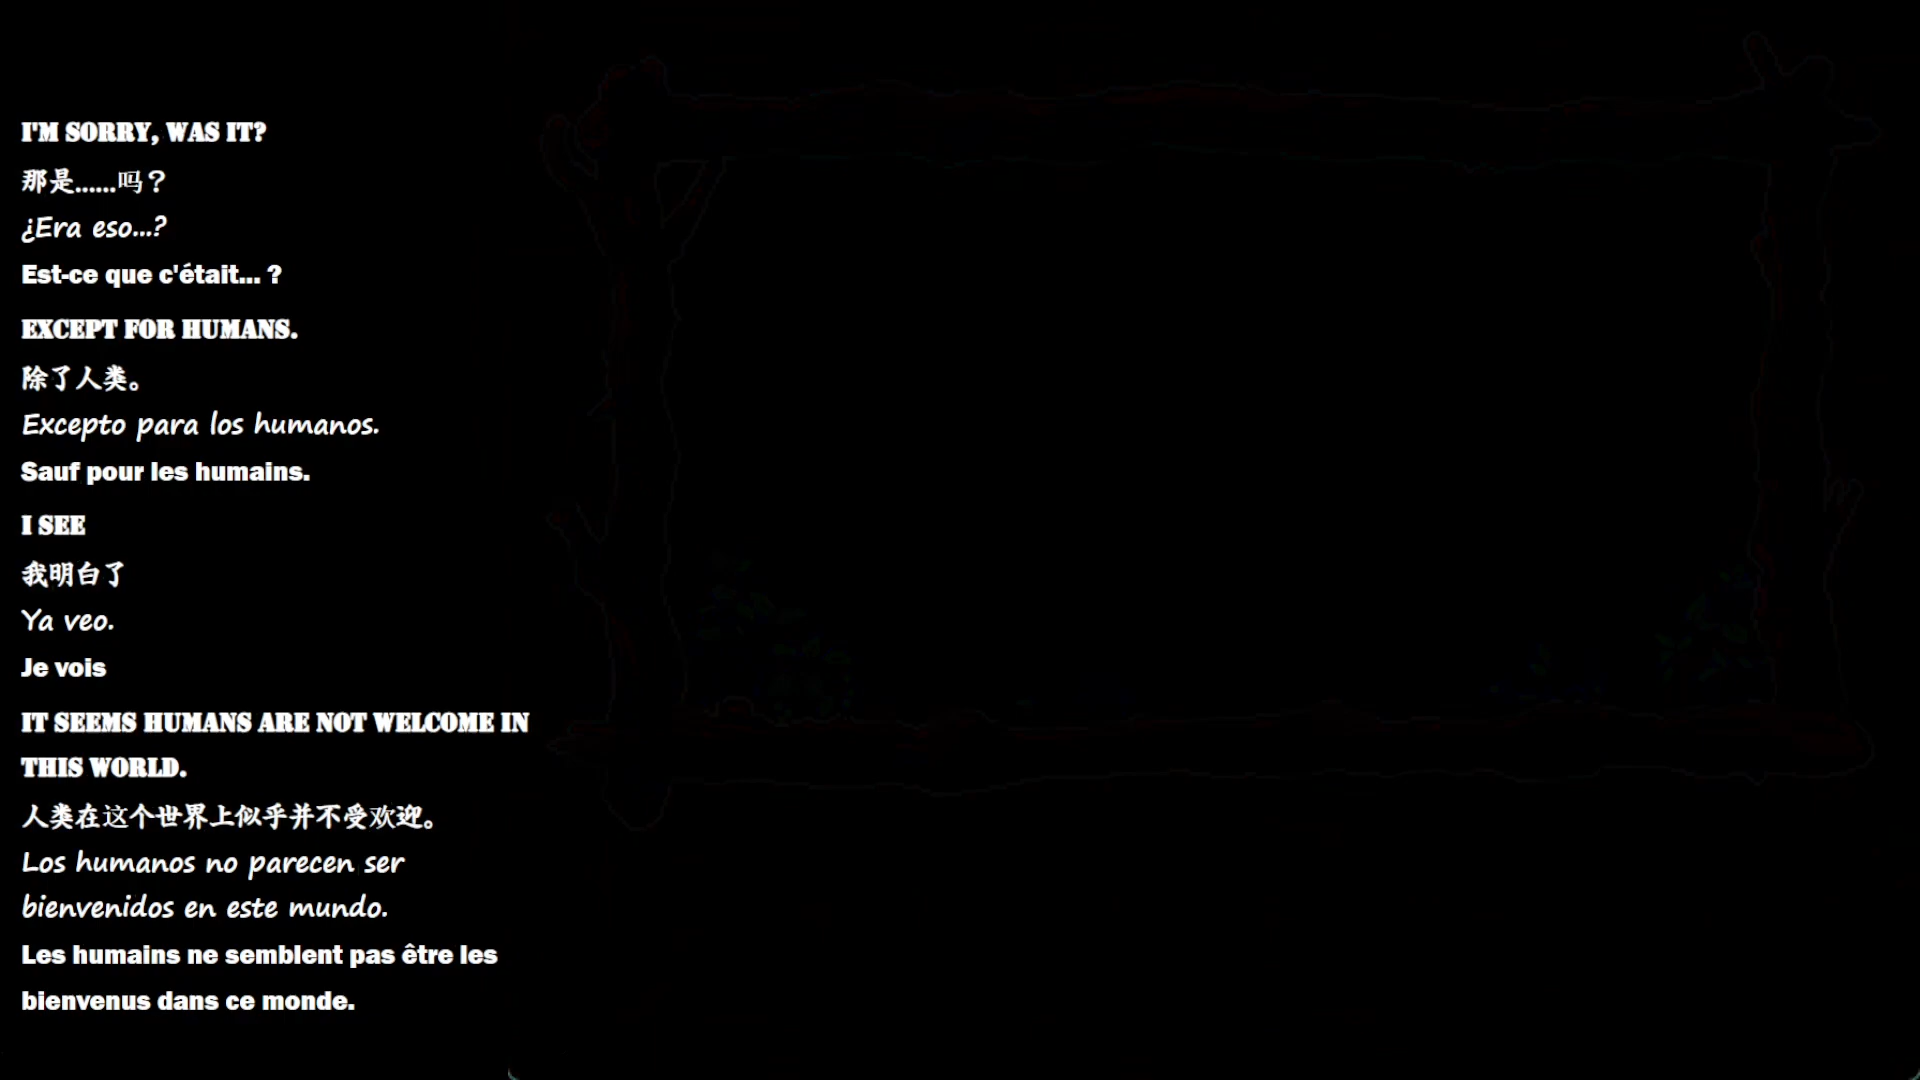 I'M SORRY, WAS IT?
那是......吗？
¿Era eso...?
Est-ce que c'était... ?
EXCEPT FOR HUMANS.
除了人类。
Excepto para los humanos.
Sauf pour les humains.
I SEE
我明白了
Ya veo.
Je vois
IT SEEMS HUMANS ARE NOT WELCOME IN
THIS WORLD.
人类在这个世界上似乎并不受欢迎。
Los humanos no parecen ser
bienvenidos en este mundo.
Les humains ne semblent pas être les
bienvenus dans ce monde.